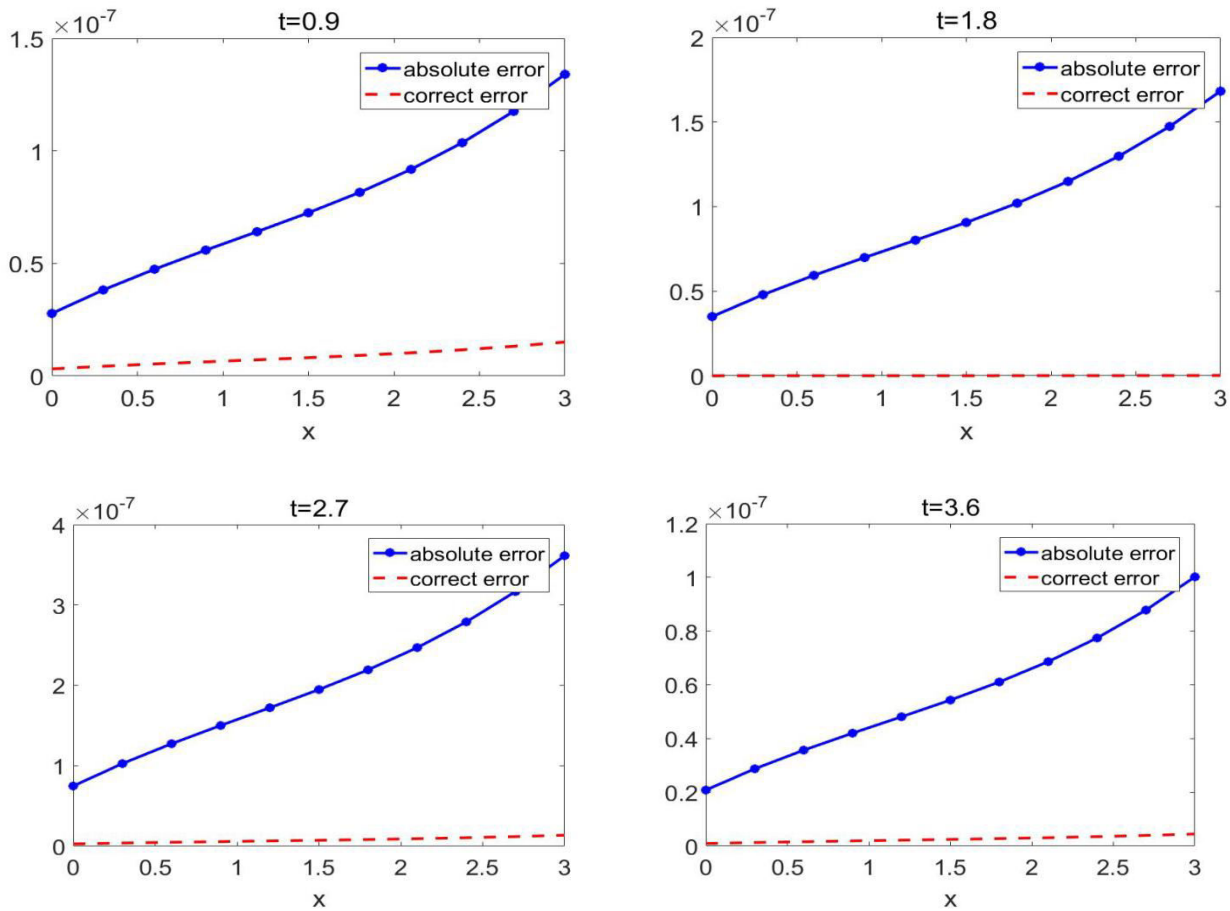 ×10⁻⁷
t=0.9
1.5
absolute error
correct error
1
0.5
0
0 0.5 1 1.5 2 2.5 3
x
×10⁻⁷
t=1.8
2
absolute error
correct error
1.5
1
0.5
0
0 0.5 1 1.5 2 2.5 3
x
×10⁻⁷
t=2.7
4
absolute error
correct error
3
2
1
0
0 0.5 1 1.5 2 2.5 3
x
×10⁻⁷
t=3.6
1.2
absolute error
correct error
1
0.8
0.6
0.4
0.2
0
0 0.5 1 1.5 2 2.5 3
x